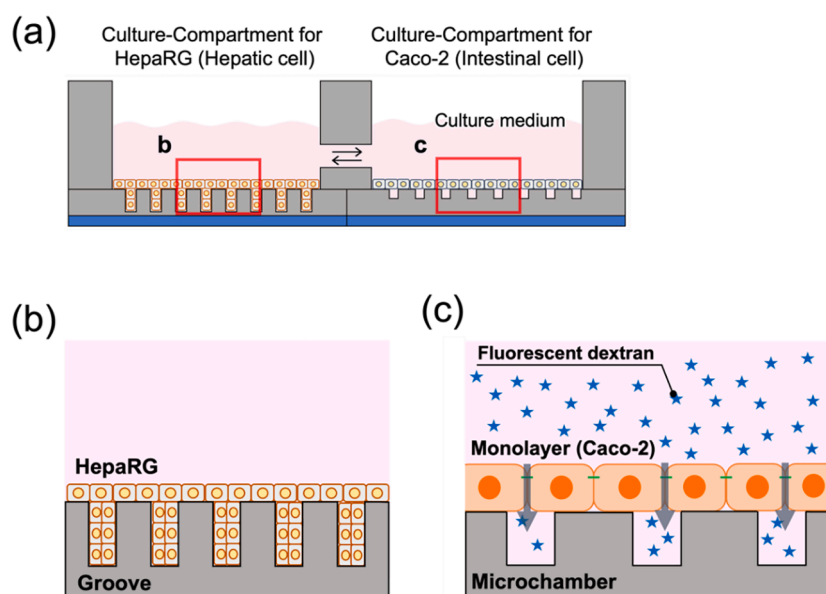 (a)
Culture-Compartment for
HepaRG (Hepatic cell)
Culture-Compartment for
Caco-2 (Intestinal cell)
Culture medium
b
c
(b)
HepaRG
Groove
(c)
Fluorescent dextran
Monolayer (Caco-2)
Microchamber